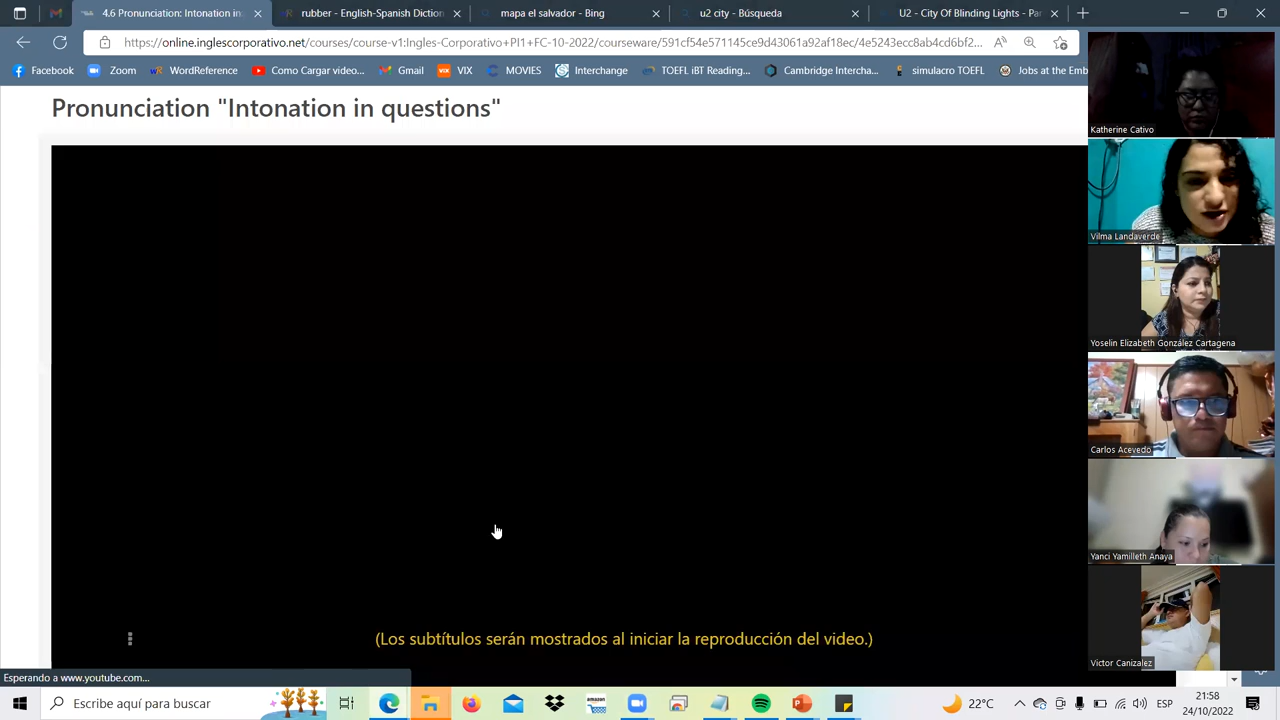 4.6 Pronunciation "Intonation in
rubber - English-Spanish Diction
mapa el salvador - Bing
u2 city - Búsqueda
U2 - City Of Blinding Lights - Par
https://online.inglescorporativo.net/courses/course-v1:Ingles-Corporativo+PI1+FC-10-2022/courseware/591cf54e571145ce9d43061a92af18ec/4e5243ecc8ab4cd6bf2...
Facebook
Zoom
WordReference
Como Cargar video...
Gmail
VIX
MOVIES
Interchange
TOEFL iBT Reading...
Cambridge Intercha...
simulacro TOEFL
Jobs at the Emb
Pronunciation "Intonation in questions"
Katherine Cativo
Vilma Landaverde
Yoselin Elizabeth González Cartagena
Carlos Acevedo
Yanci Yamilleth Anaya
Victor Canizalez
(Los subtítulos serán mostrados al iniciar la reproducción del video.)
Esperando a www.youtube.com...
Escribe aquí para buscar
amazon
22°C
ESP
21:58
24/10/2022